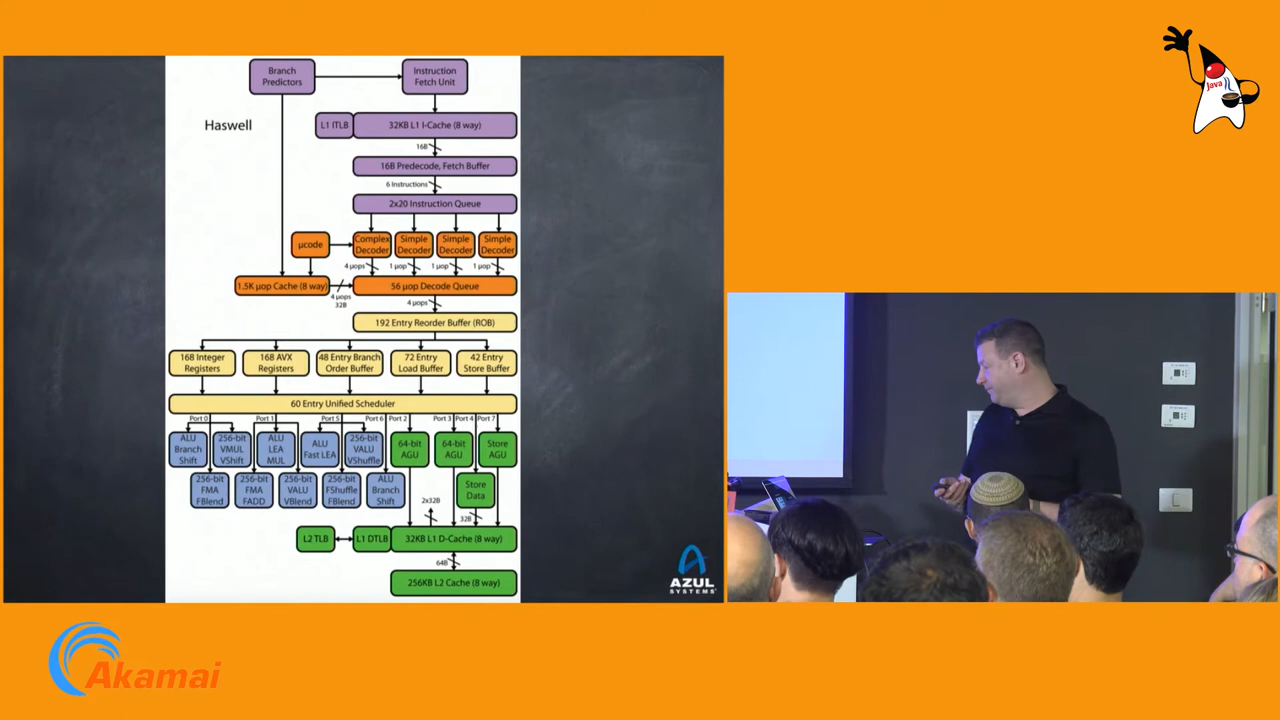 Branch
Predictors
Instruction
Fetch Unit
Haswell
L1 ITLB
32KB L1 I-Cache (8 way)
16B
16B Predecode, Fetch Buffer
6 Instructions
2x20 Instruction Queue
µcode
Complex
Decoder
Simple
Decoder
Simple
Decoder
Simple
Decoder
4 µops
1 µop
1 µop
1 µop
1.5K µop Cache (8 way)
4 µops
32B
56 µop Decode Queue
4 µops
192 Entry Reorder Buffer (ROB)
168 Integer
Registers
168 AVX
Registers
48 Entry Branch
Order Buffer
72 Entry
Load Buffer
42 Entry
Store Buffer
60 Entry Unified Scheduler
Port 0
Port 1
Port 5
Port 6
Port 2
Port 3
Port 4
Port 7
ALU
Branch
Shift
256-bit
VMUL
VShift
ALU
LEA
MUL
ALU
Fast LEA
256-bit
VALU
VShuffle
64-bit
AGU
64-bit
AGU
Store
AGU
256-bit
FMA
FBlend
256-bit
FMA
FADD
256-bit
VALU
VBlend
256-bit
FShuffle
FBlend
ALU
Branch
Shift
Store
Data
2x32B
32B
L2 TLB
L1 DTLB
32KB L1 D-Cache (8 way)
64B
256KB L2 Cache (8 way)
AZUL
SYSTEMS
Java
Akamai